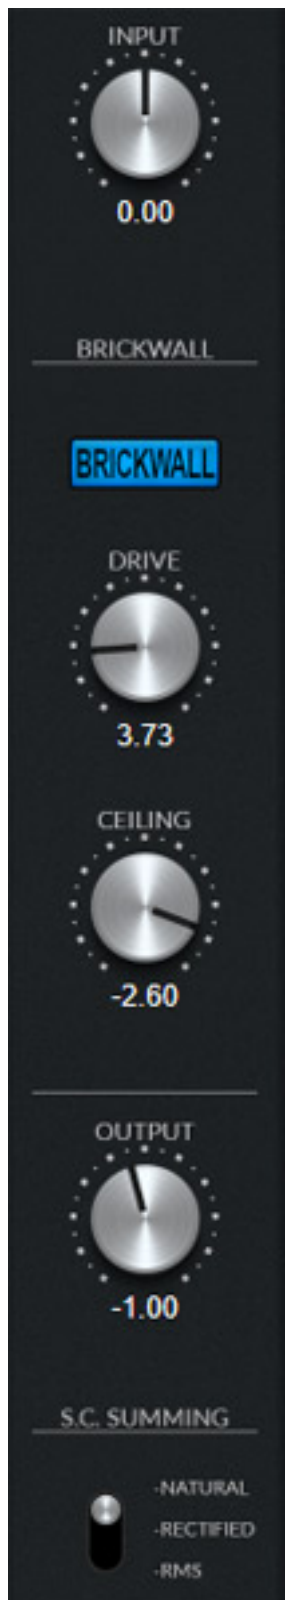 INPUT
0.00
BRICKWALL
BRICKWALL
DRIVE
3.73
CEILING
-2.60
OUTPUT
-1.00
S.C. SUMMING
-NATURAL
-RECTIFIED
-RMS